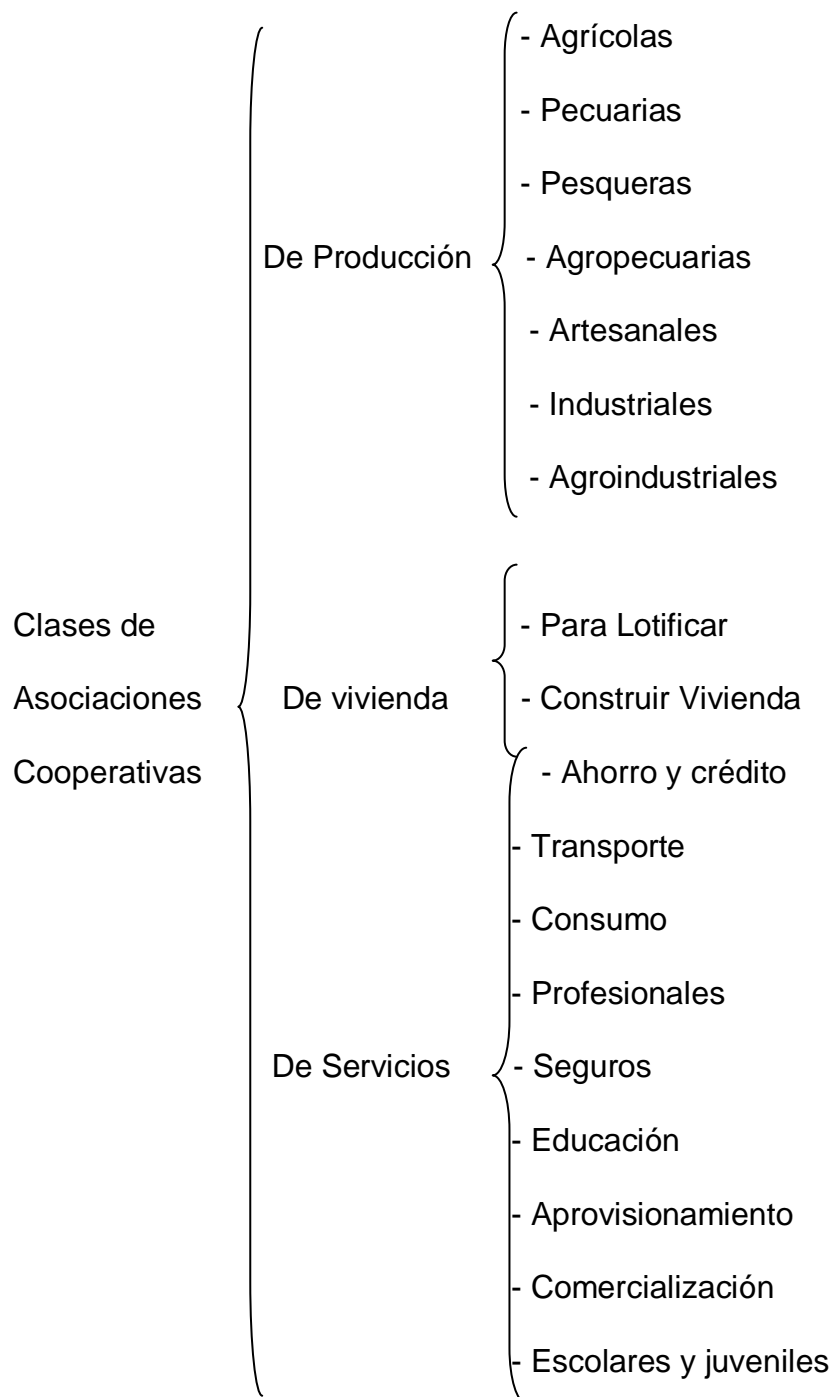 Clases de
Asociaciones
Cooperativas
De Producción
- Agrícolas
- Pecuarias
- Pesqueras
- Agropecuarias
- Artesanales
- Industriales
- Agroindustriales
De vivienda
- Para Lotificar
- Construir Vivienda
De Servicios
- Ahorro y crédito
- Transporte
- Consumo
- Profesionales
- Seguros
- Educación
- Aprovisionamiento
- Comercialización
- Escolares y juveniles